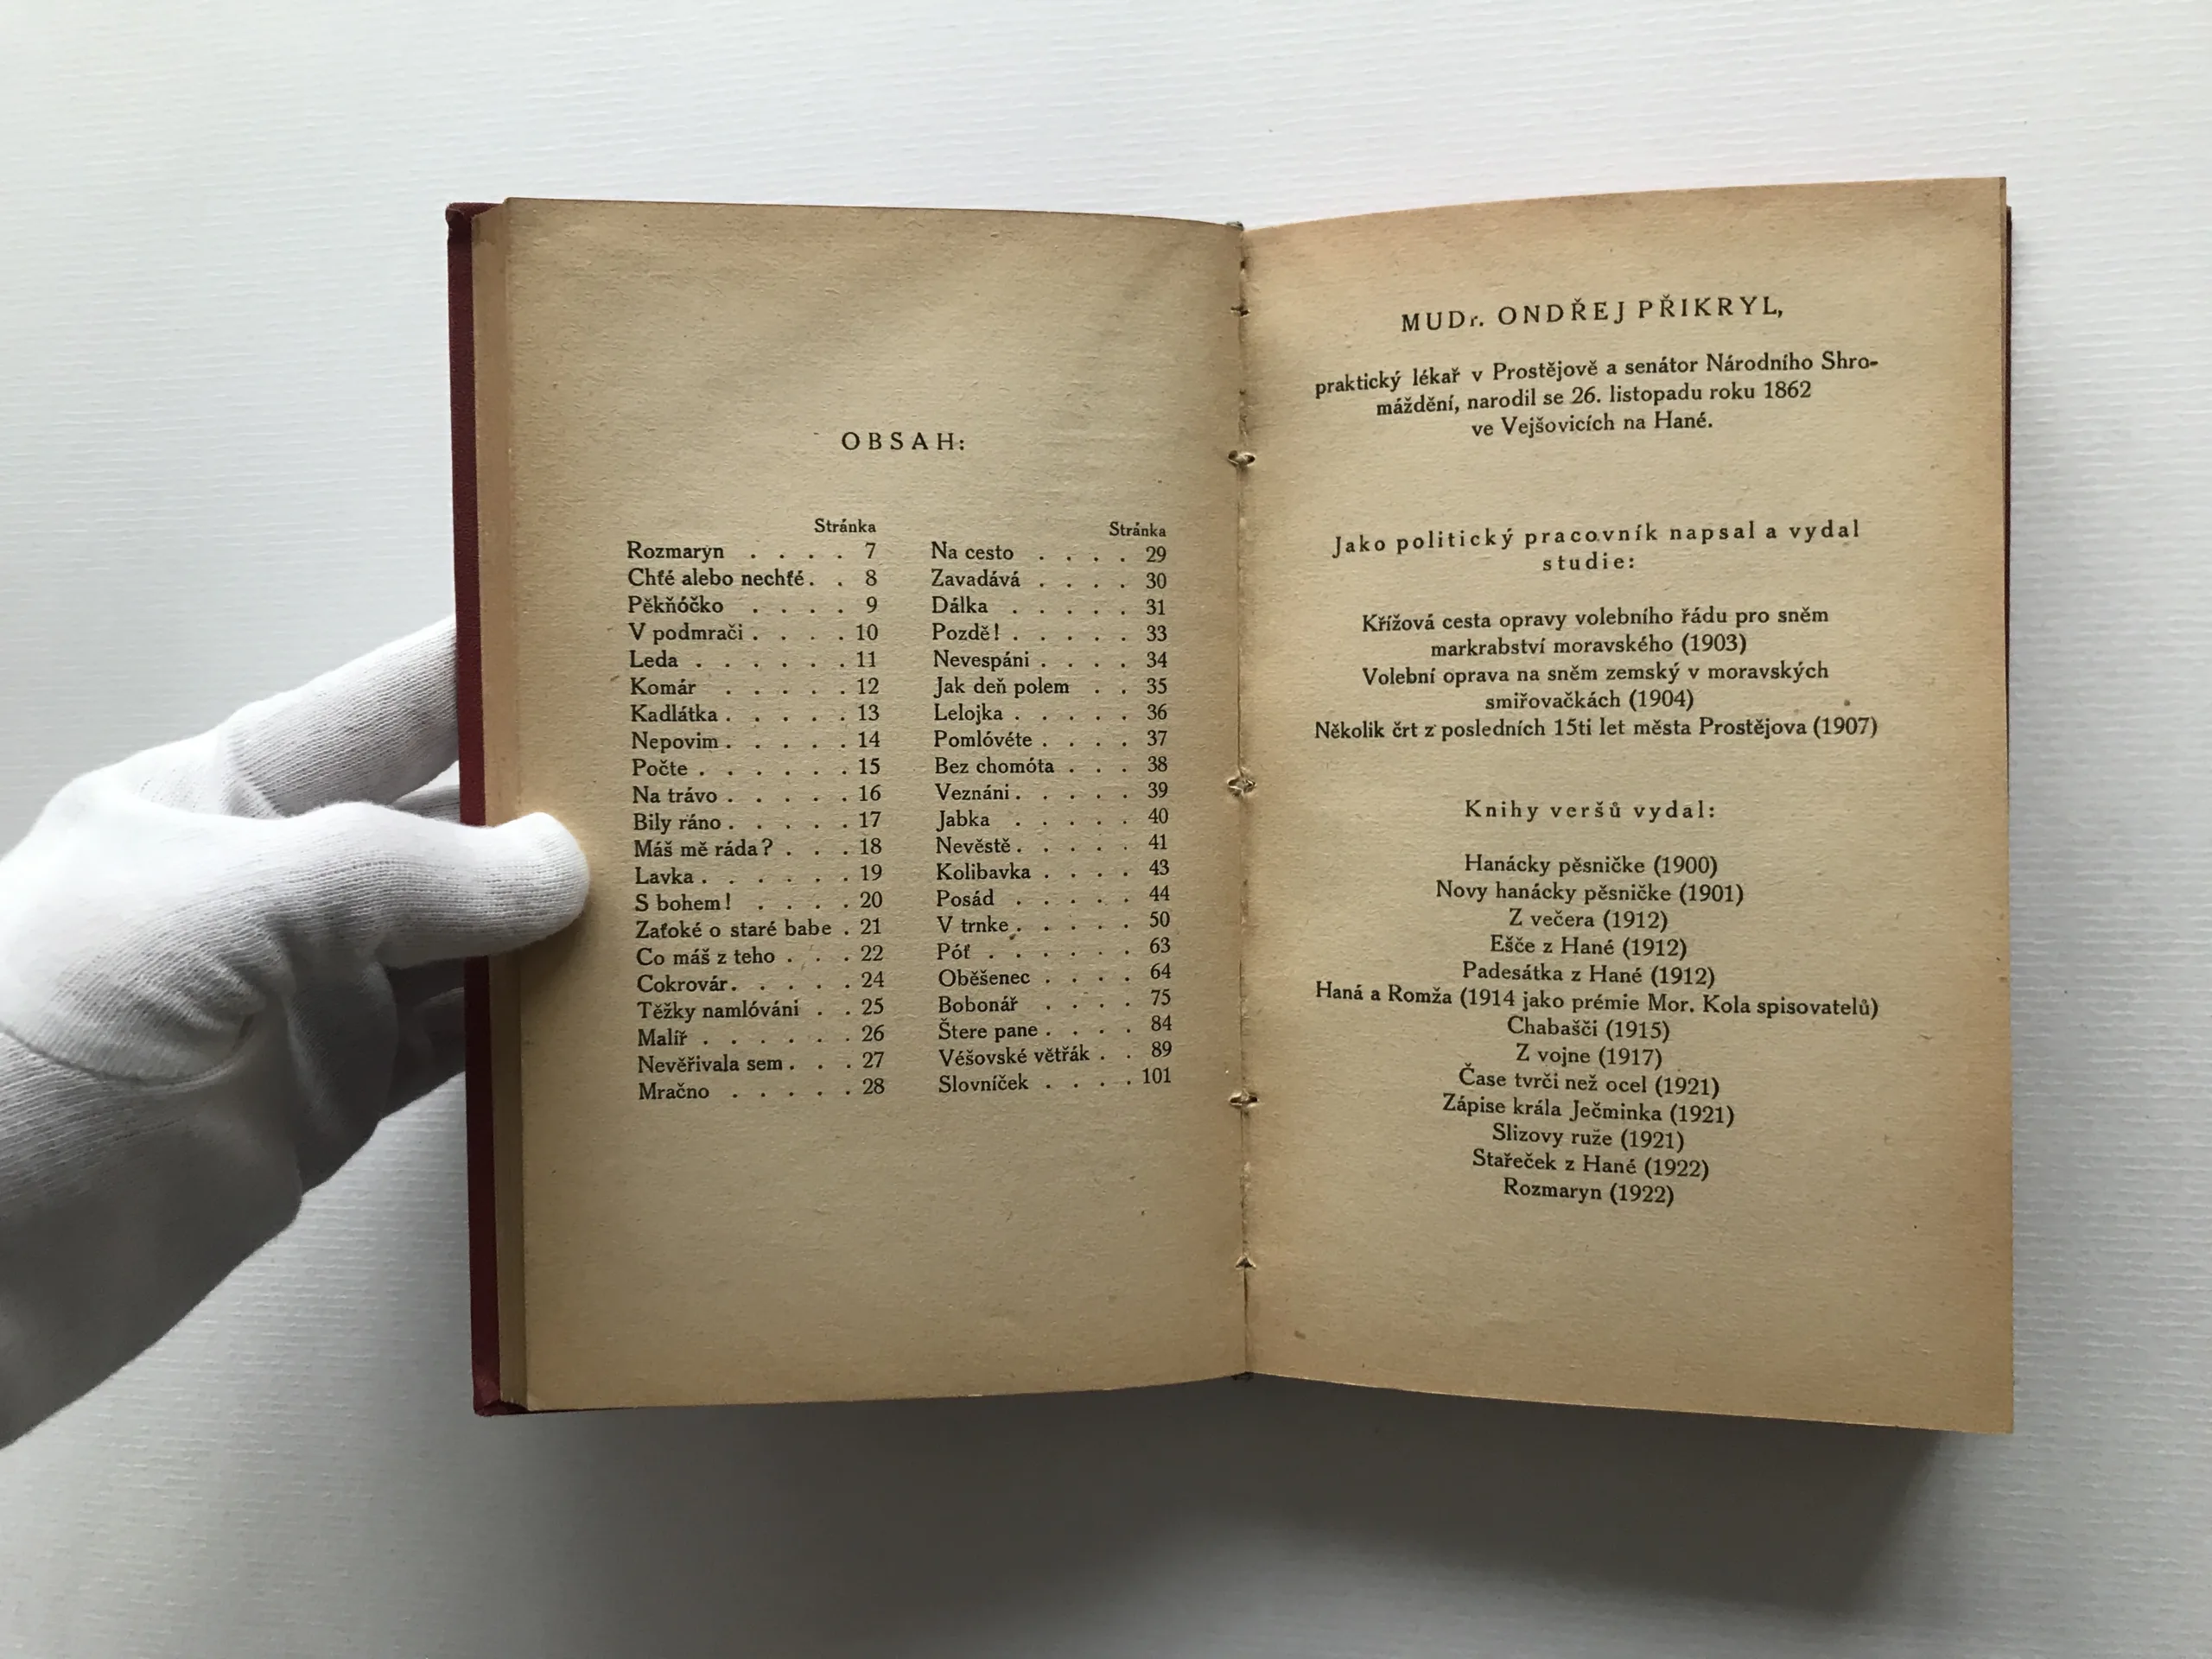 OBSAH:
Stránka
Rozmaryn . . . . 7
Chťé alebo nechťé . . 8
Pěkňóčko . . . . 9
V podmrači . . . . 10
Leda . . . . . . 11
Komár . . . . . 12
Kadlátka . . . . . 13
Nepovim . . . . . 14
Počte . . . . . . 15
Na trávo . . . . . 16
Bily ráno . . . . . 17
Máš mě ráda? . . . 18
Lavka . . . . . . 19
S bohem! . . . . 20
Zaťoké o staré babe . 21
Co máš z teho . . . 22
Cokrovár . . . . . 24
Těžky namlóváni . . 25
Malíř . . . . . . 26
Nevěřivala sem . . . 27
Mračno . . . . . 28
Stránka
Na cesto . . . . 29
Zavadává . . . . 30
Dálka . . . . . 31
Pozdě! . . . . . 33
Nevespáni . . . . 34
Jak deň polem . . 35
Lelojka . . . . . 36
Pomlóvéte . . . . 37
Bez chomóta . . . 38
Veznáni . . . . . 39
Jabka . . . . . 40
Nevěstě . . . . . 41
Kolibavka . . . . 43
Posád . . . . . 44
V trnke . . . . . 50
Póť . . . . . . 63
Oběšenec . . . . 64
Bobonář . . . . 75
Štere pane . . . . 84
Véšovské větřák . . 89
Slovníček . . . . 101
MUDr. ONDŘEJ PŘIKRYL,
praktický lékař v Prostějově a senátor Národního Shro-
máždění, narodil se 26. listopadu roku 1862
ve Vejšovicích na Hané.
Jako politický pracovník napsal a vydal
studie:
Křížová cesta opravy volebního řádu pro sněm
markrabství moravského (1903)
Volební oprava na sněm zemský v moravských
smiřovačkách (1904)
Několik črt z posledních 15ti let města Prostějova (1907)
Knihy veršů vydal:
Hanácky pěsničke (1900)
Novy hanácky pěsničke (1901)
Z večera (1912)
Ešče z Hané (1912)
Padesátka z Hané (1912)
Haná a Romža (1914 jako prémie Mor. Kola spisovatelů)
Chabašči (1915)
Z vojne (1917)
Čase tvrči než ocel (1921)
Zápise krála Ječminka (1921)
Slizovy ruže (1921)
Stařeček z Hané (1922)
Rozmaryn (1922)